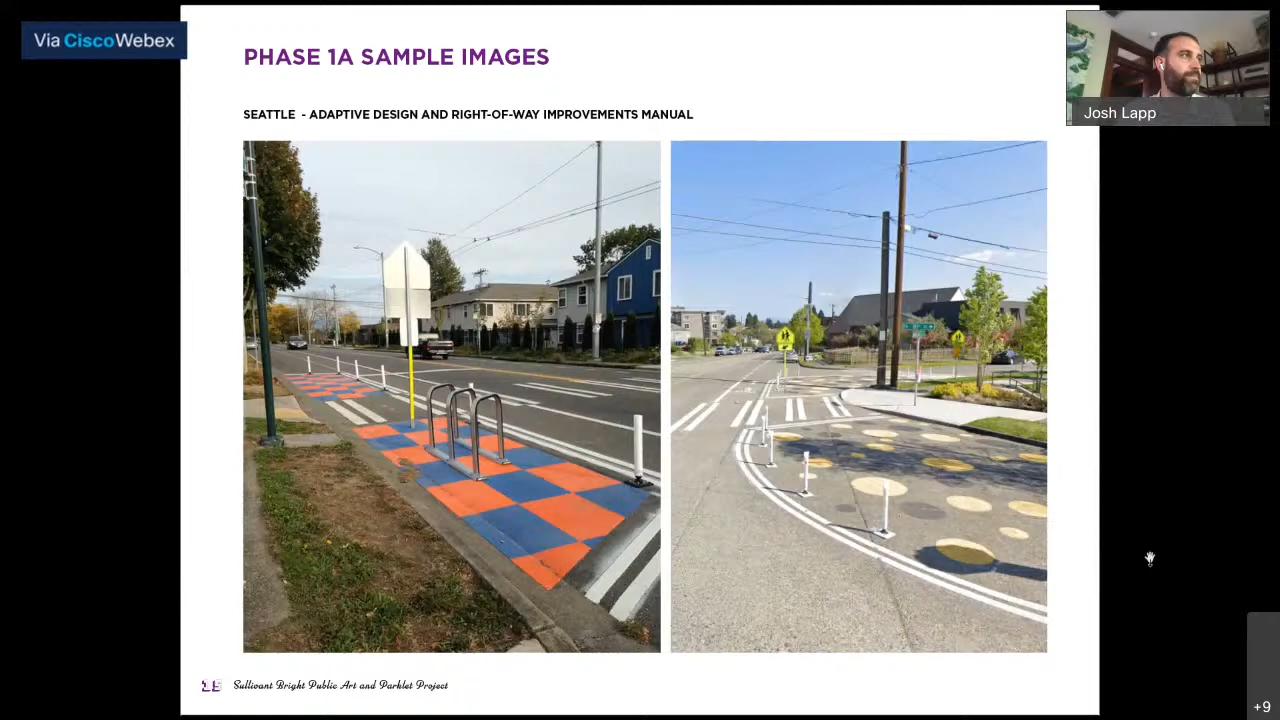 Via CiscoWebex
PHASE 1A SAMPLE IMAGES
Josh Lapp
SEATTLE - ADAPTIVE DESIGN AND RIGHT-OF-WAY IMPROVEMENTS MANUAL
Sullivant Bright Public Art and Parklet Project
+9